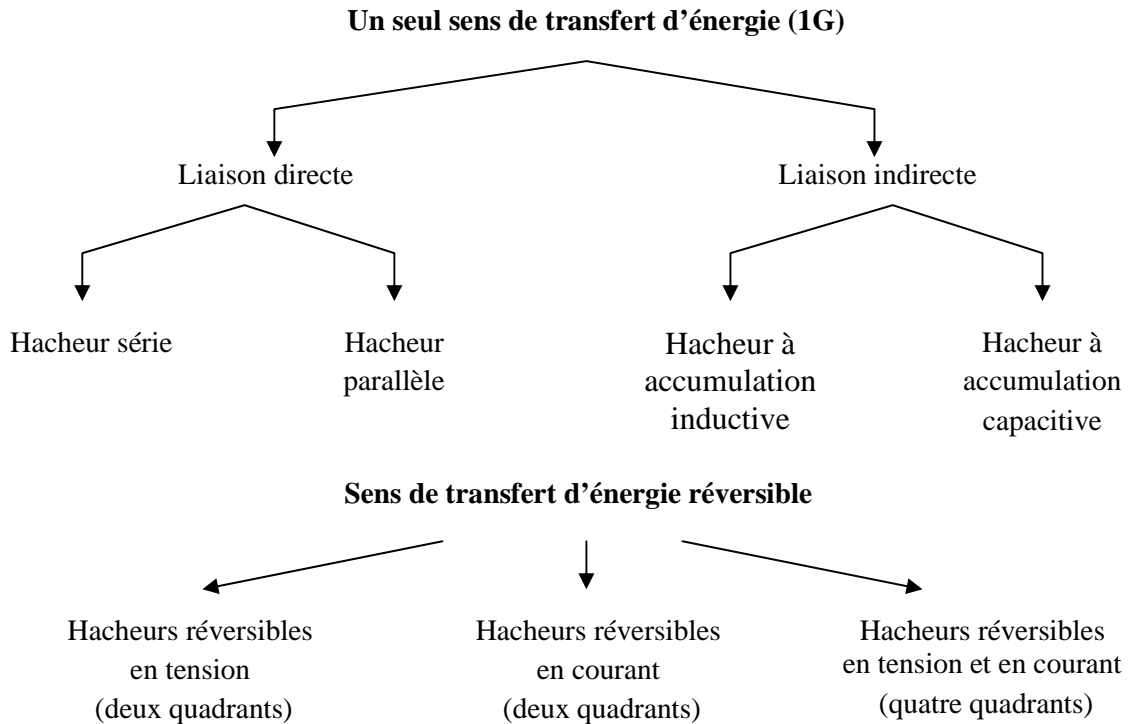 Un seul sens de transfert d’énergie (1G)
Liaison directe
Liaison indirecte
Hacheur série
Hacheur
parallèle
Hacheur à
accumulation
inductive
Hacheur à
accumulation
capacitive
Sens de transfert d’énergie réversible
Hacheurs réversibles
en tension
(deux quadrants)
Hacheurs réversibles
en courant
(deux quadrants)
Hacheurs réversibles
en tension et en courant
(quatre quadrants)